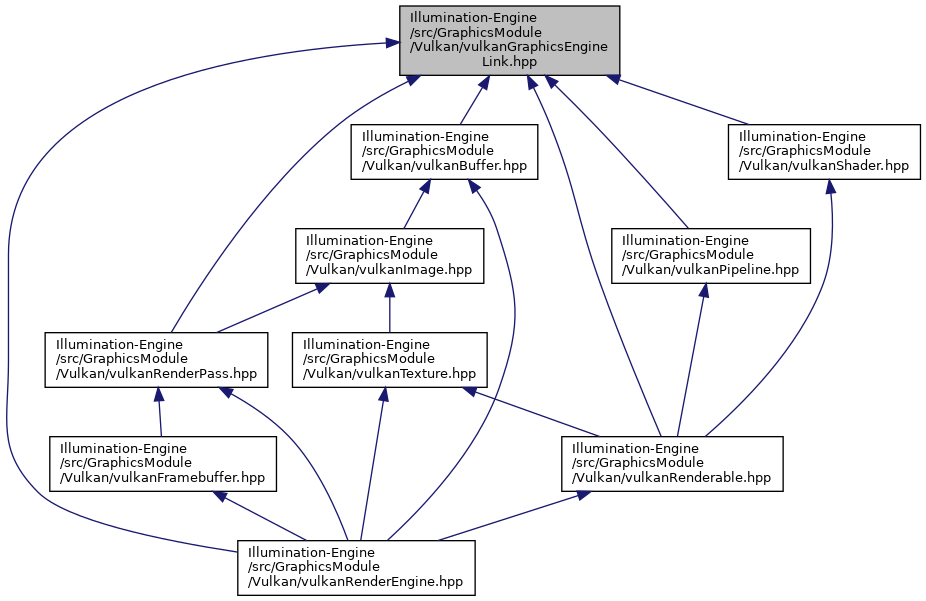 Illumination-Engine
/src/GraphicsModule
/Vulkan/vulkanGraphicsEngine
Link.hpp
Illumination-Engine
/src/GraphicsModule
/Vulkan/vulkanBuffer.hpp
Illumination-Engine
/src/GraphicsModule
/Vulkan/vulkanShader.hpp
Illumination-Engine
/src/GraphicsModule
/Vulkan/vulkanImage.hpp
Illumination-Engine
/src/GraphicsModule
/Vulkan/vulkanPipeline.hpp
Illumination-Engine
/src/GraphicsModule
/Vulkan/vulkanRenderPass.hpp
Illumination-Engine
/src/GraphicsModule
/Vulkan/vulkanTexture.hpp
Illumination-Engine
/src/GraphicsModule
/Vulkan/vulkanFramebuffer.hpp
Illumination-Engine
/src/GraphicsModule
/Vulkan/vulkanRenderable.hpp
Illumination-Engine
/src/GraphicsModule
/Vulkan/vulkanRenderEngine.hpp